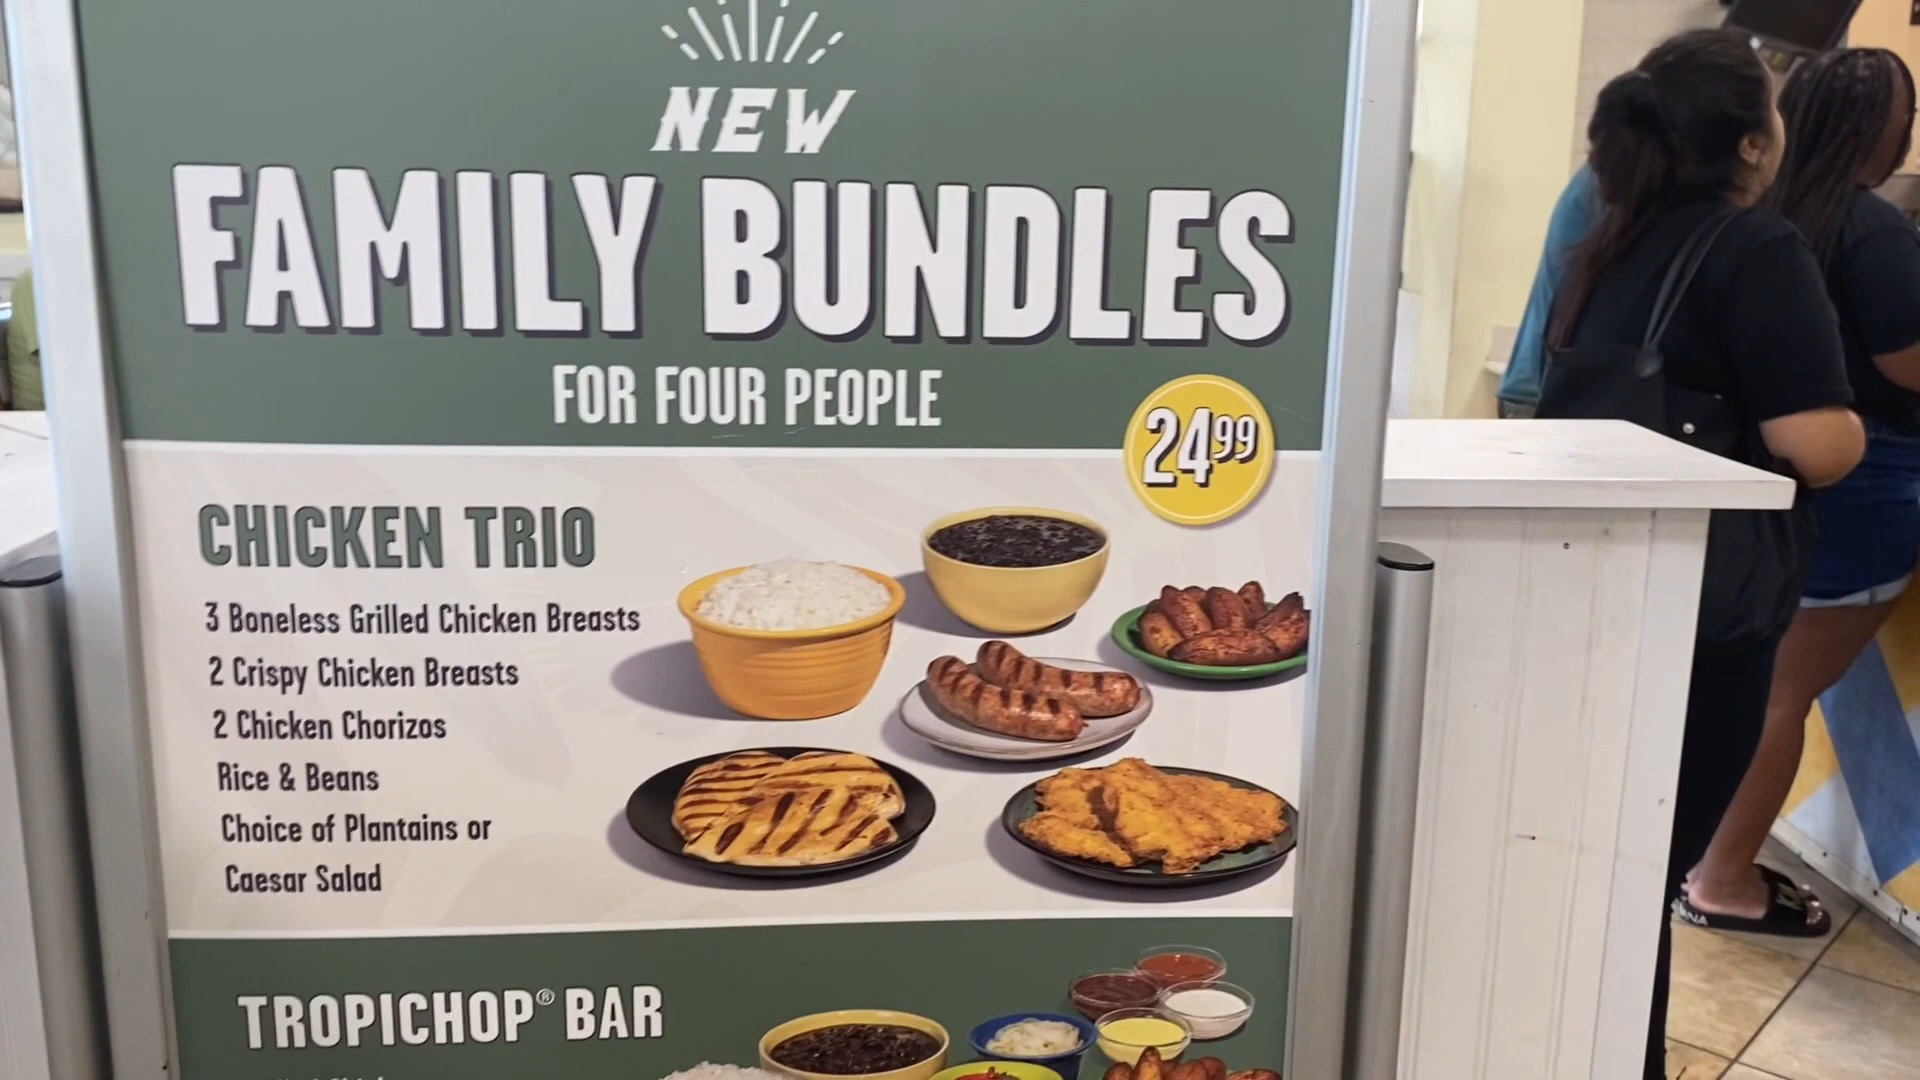 NEW
FAMILY BUNDLES
FOR FOUR PEOPLE
24.99
CHICKEN TRIO
3 Boneless Grilled Chicken Breasts
2 Crispy Chicken Breasts
2 Chicken Chorizos
Rice & Beans
Choice of Plantains or
Caesar Salad
TROPICHOP® BAR